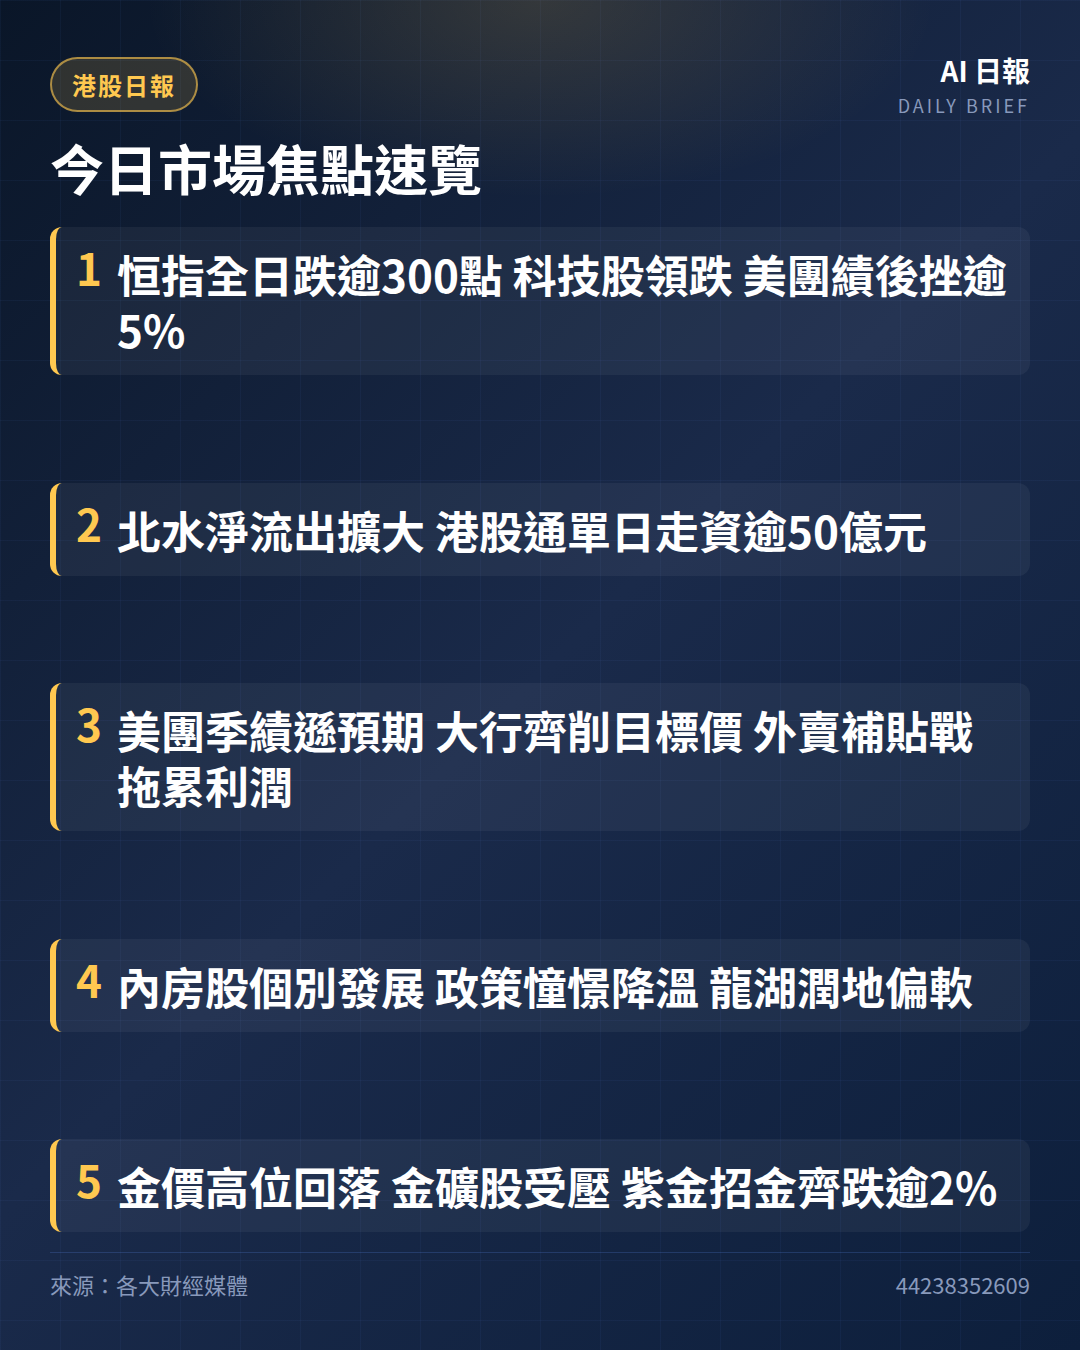 港股日報
AI 日報
DAILY BRIEF
今日市場焦點速覽
1 恒指全日跌逾300點 科技股領跌 美團績後挫逾
5%
2 北水淨流出擴大 港股通單日走資逾50億元
3 美團季績遜預期 大行齊削目標價 外賣補貼戰
拖累利潤
4 內房股個別發展 政策憧憬降溫 龍湖潤地偏軟
5 金價高位回落 金礦股受壓 紫金招金齊跌逾2%
來源：各大財經媒體
44238352609